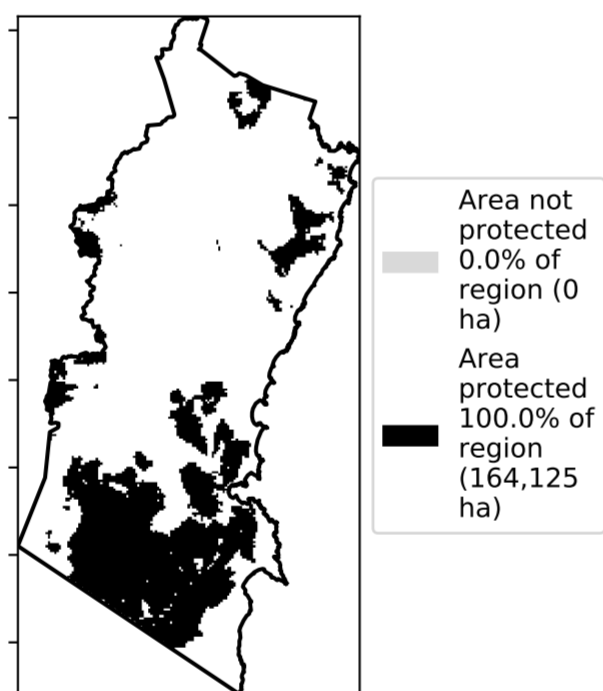 Area not
protected
0.0% of
region (0
ha)
Area
protected
100.0% of
region
(164,125
ha)